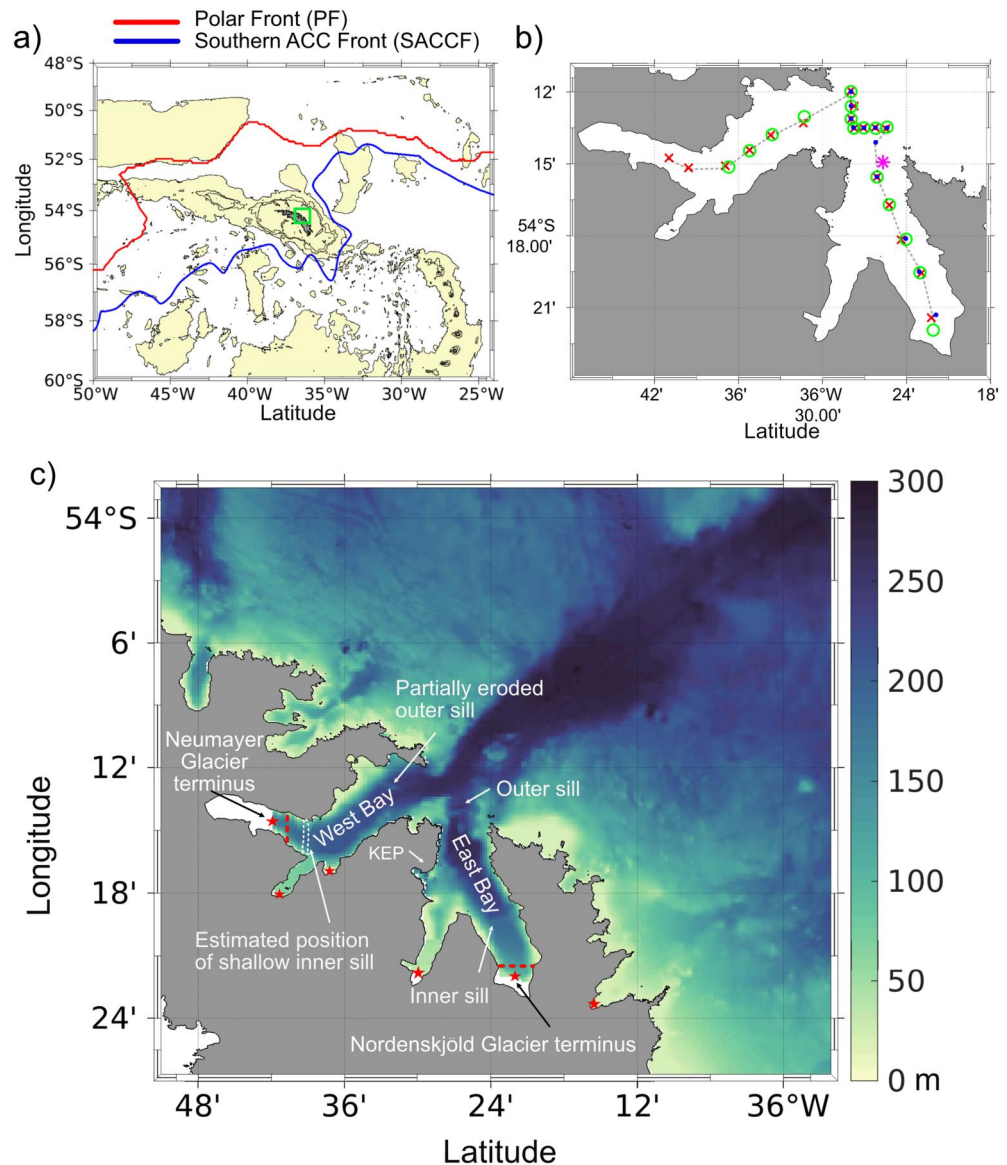 Polar Front (PF)
Southern ACC Front (SACCF)
a)
48°S
50°S
52°S
54°S
56°S
58°S
60°S
50°W
40°W
30°W
25°W
Longitude
Latitude
b)
12'
15'
54°S
18.00'
21'
42'
36'
36°W
30.00'
24'
18'
Latitude
c)
54°S
6'
12'
18'
24'
48'
36'
24'
12'
36°W
Longitude
Latitude
Partially eroded
outer sill
Neumayer
Glacier
terminus
West Bay
Outer sill
KEP
East Bay
Estimated position
of shallow inner sill
Inner sill
Nordenskjöld Glacier terminus
300
250
200
150
100
50
0 m